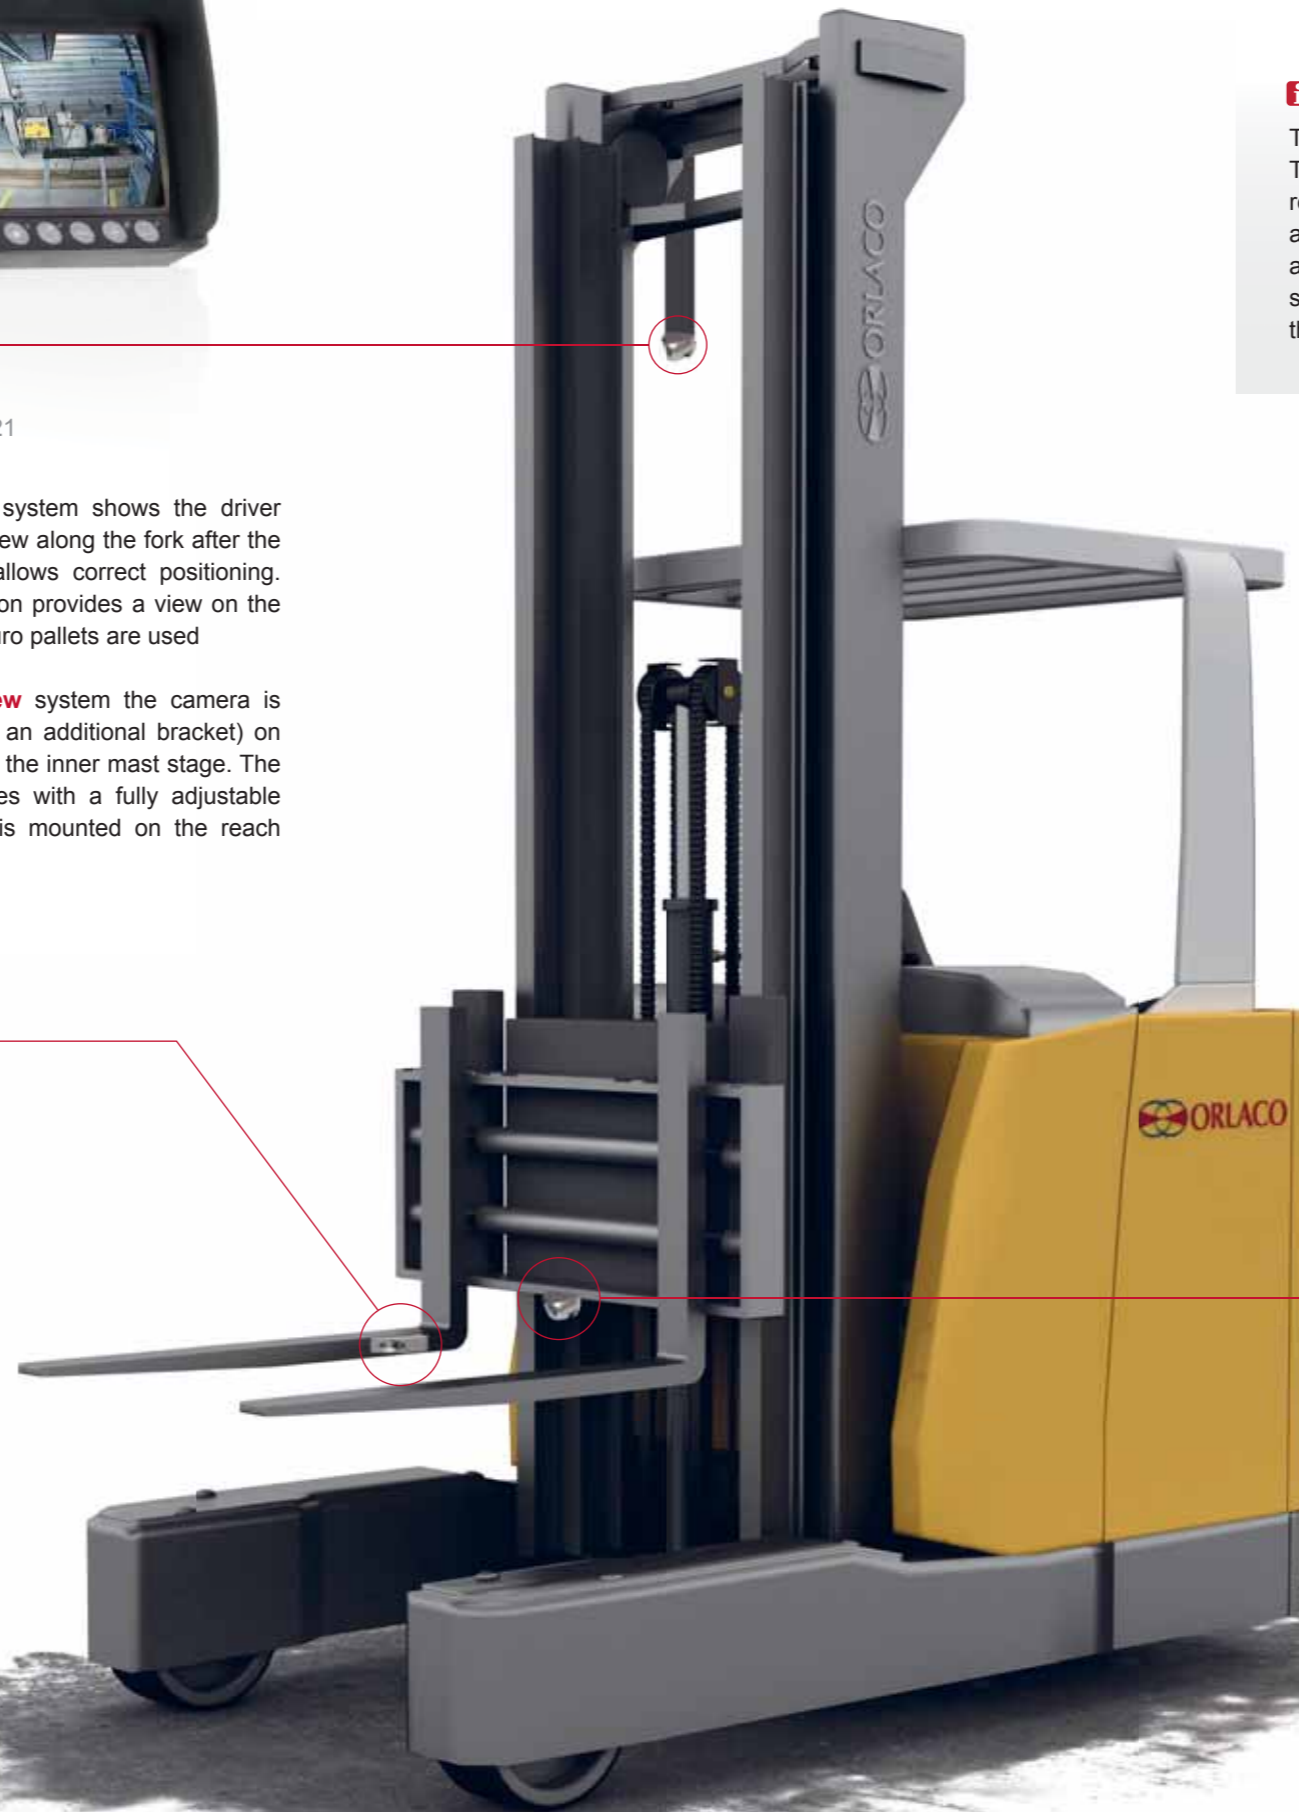 21
system shows the driver
ew along the fork after the
allows correct positioning.
on provides a view on the
uro pallets are used
ew system the camera is
an additional bracket) on
the inner mast stage. The
es with a fully adjustable
is mounted on the reach
ORLACO
ORLACO
i
T
T
r
a
a
s
th